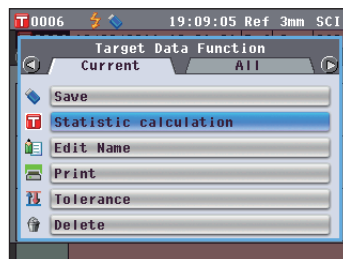 T0006 19:09:05 Ref 3mm SCI
Target Data Function
Current All
Save
T Statistic calculation
Edit Name
Print
Tolerance
Delete